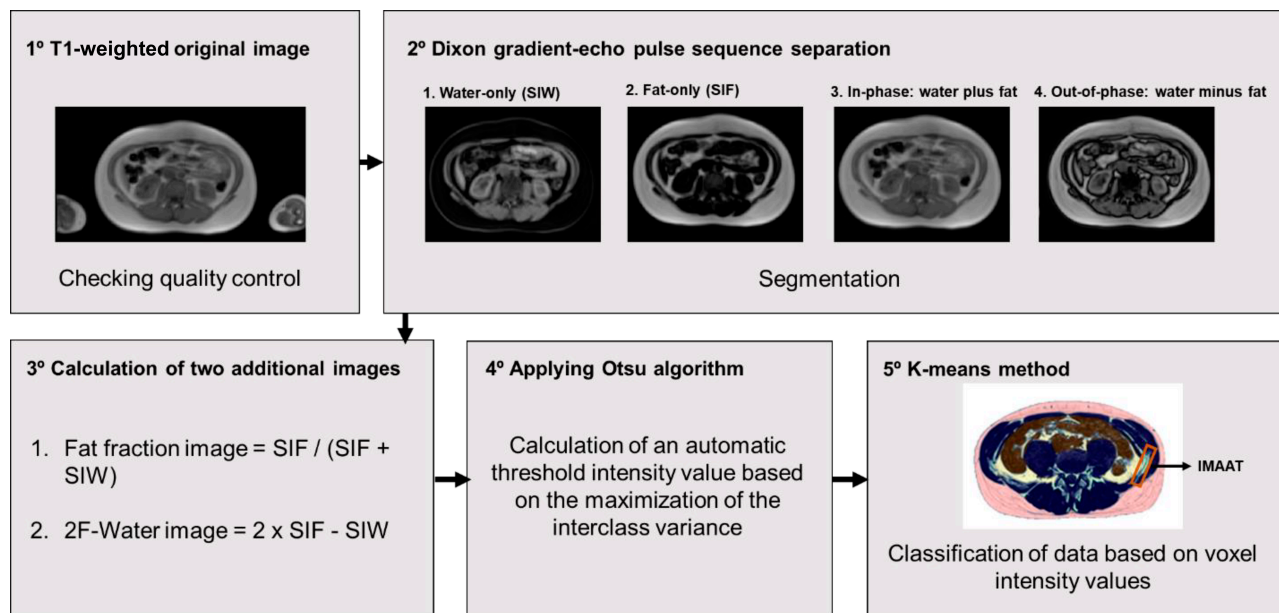 1º T1-weighted original image
Checking quality control
2º Dixon gradient-echo pulse sequence separation
1. Water-only (SIW)
2. Fat-only (SIF)
3. In-phase: water plus fat
4. Out-of-phase: water minus fat
Segmentation
3º Calculation of two additional images
1. Fat fraction image = SIF / (SIF +
SIW)
2. 2F-Water image = 2 x SIF - SIW
4º Applying Otsu algorithm
Calculation of an automatic
threshold intensity value based
on the maximization of the
interclass variance
5º K-means method
IMAAT
Classification of data based on voxel
intensity values